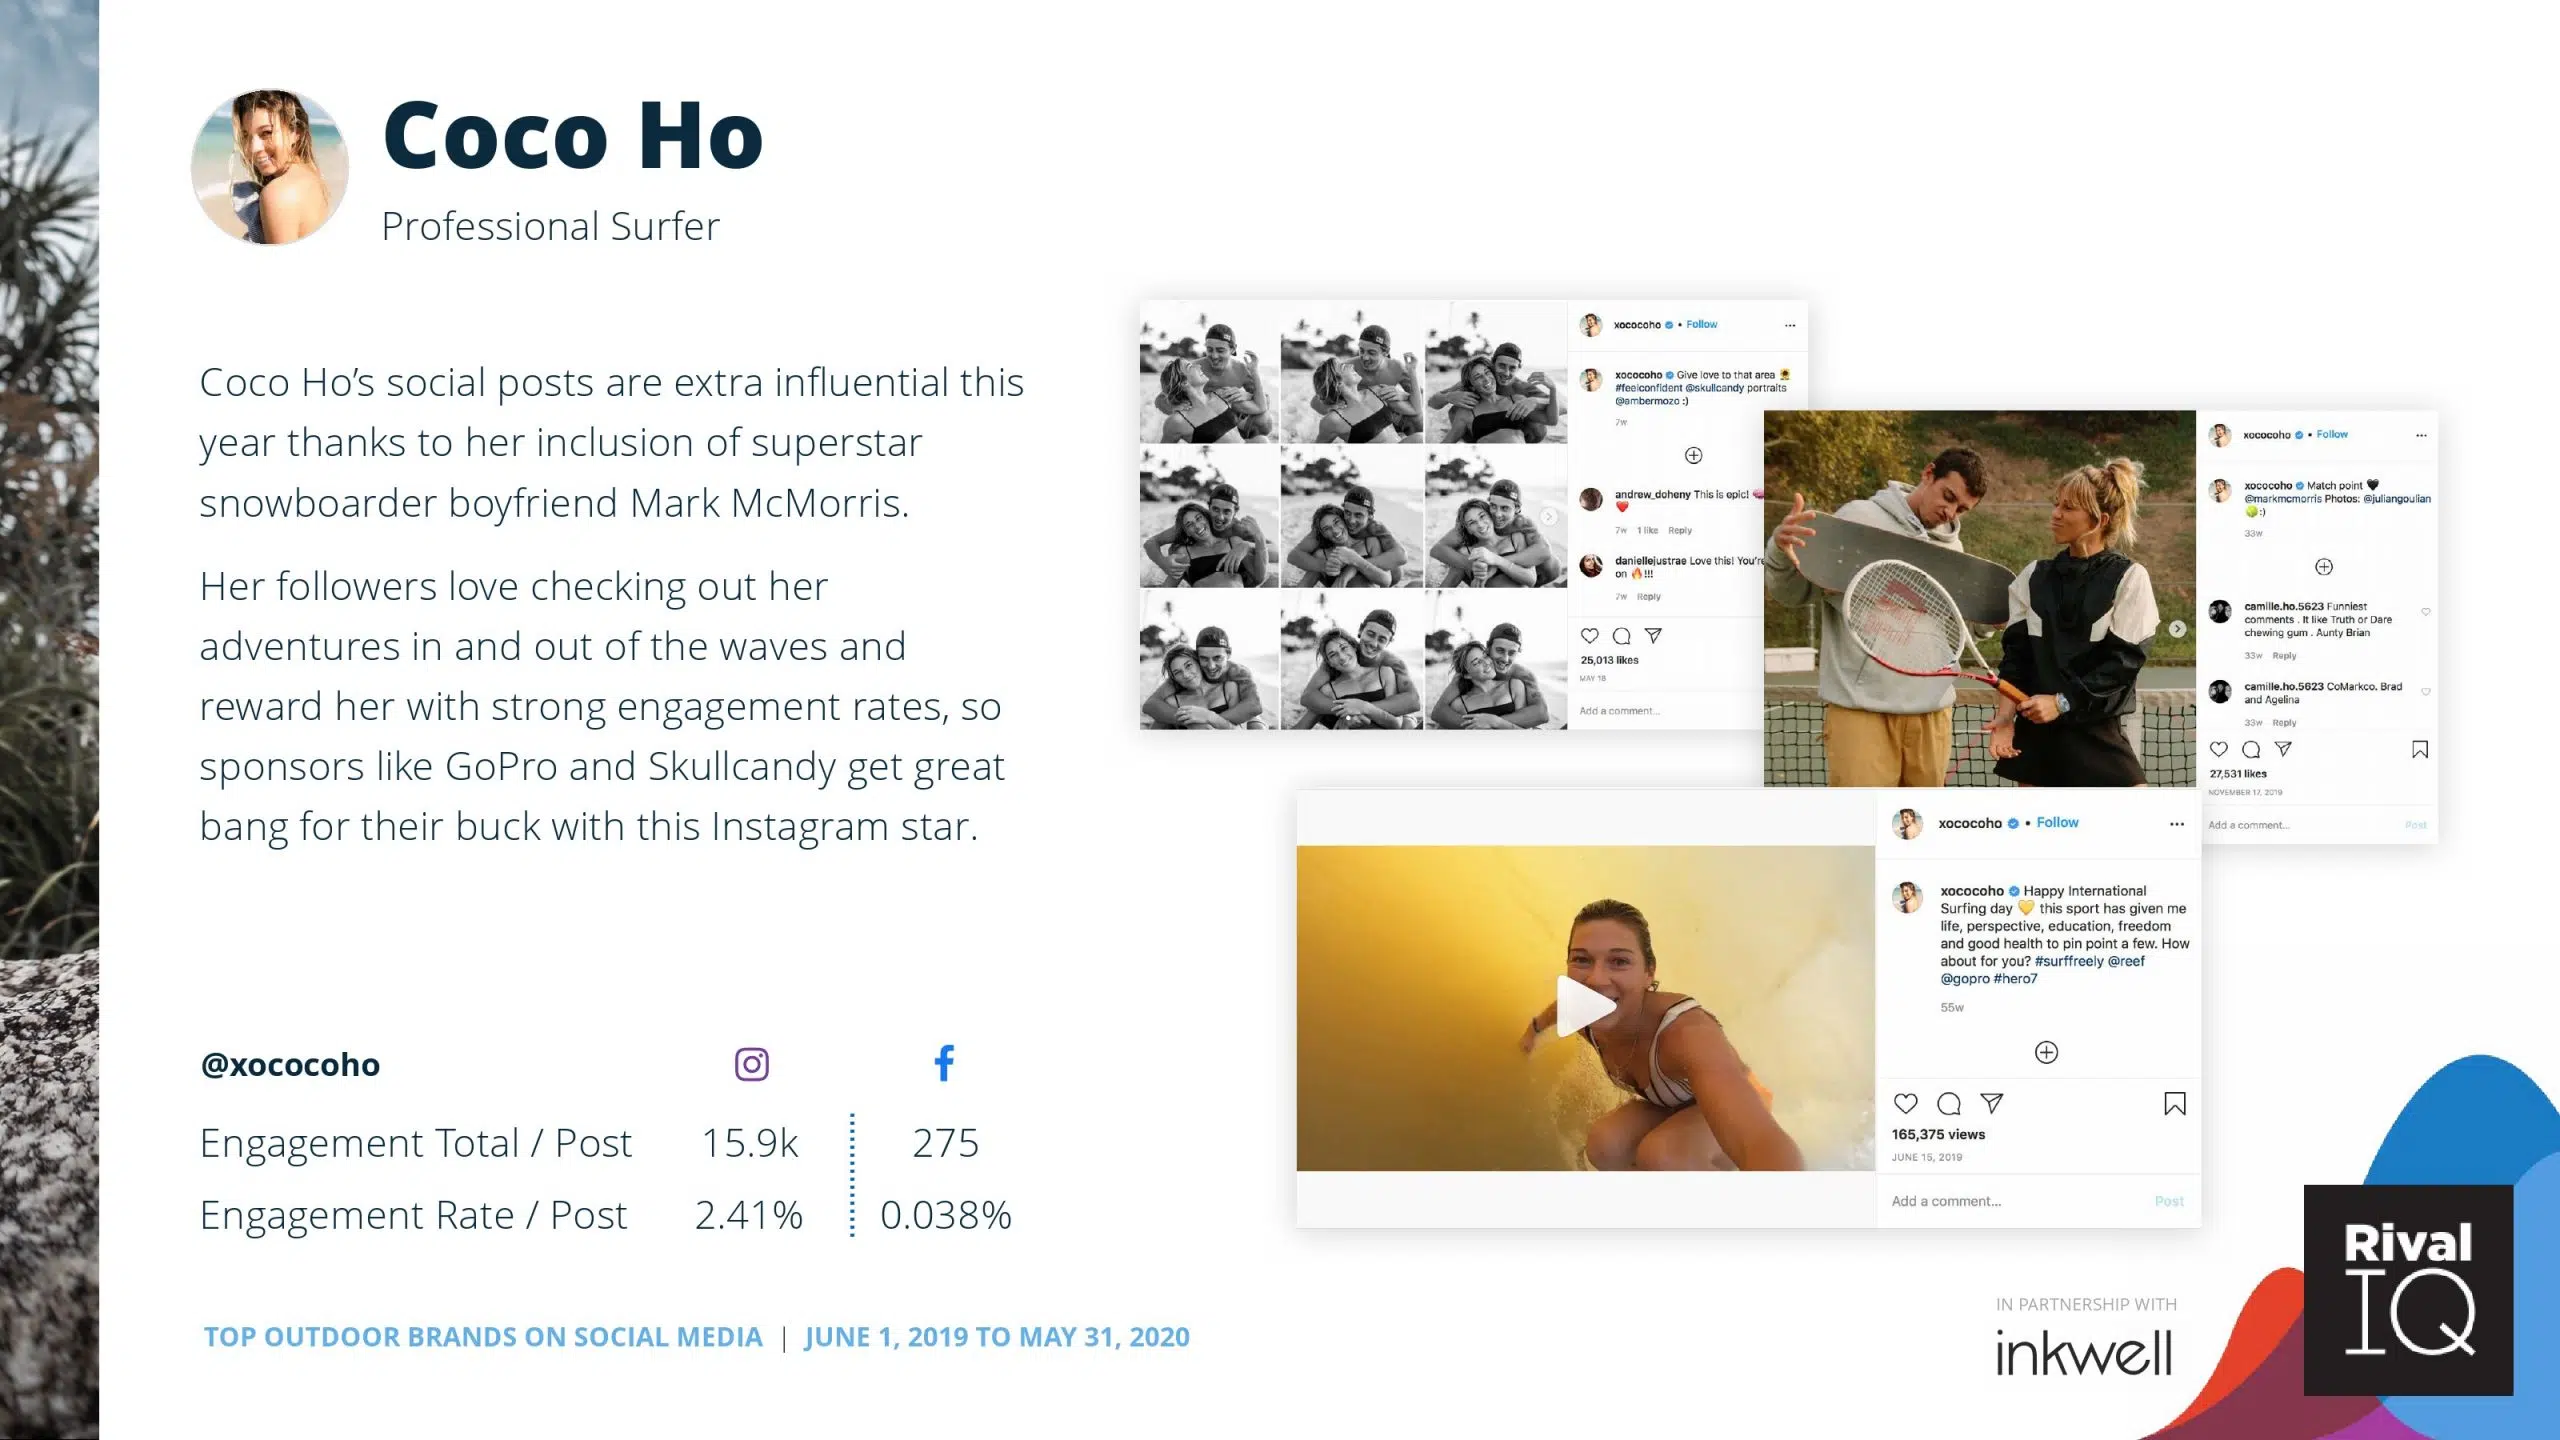 Coco Ho
Professional Surfer
Coco Ho’s social posts are extra influential this
year thanks to her inclusion of superstar
snowboarder boyfriend Mark McMorris.
Her followers love checking out her
adventures in and out of the waves and
reward her with strong engagement rates, so
sponsors like GoPro and Skullcandy get great
bang for their buck with this Instagram star.
@xococoho
Engagement Total / Post 15.9k 275
Engagement Rate / Post 2.41% 0.038%
TOP OUTDOOR BRANDS ON SOCIAL MEDIA | JUNE 1, 2019 TO MAY 31, 2020
xococoho • Follow
xococoho Give love to that area 🌻
#feelconfident @skullcandy portraits
@ambermozo :)
7w
andrew_doheny This is epic!
❤️
7w 1 like Reply
daniellejustrae Love this! You're
on 🔥!!!
7w Reply
25,013 likes
MAY 18
Add a comment...
xococoho • Follow
xococoho Match point 🖤
@markmcmorris Photos: @juliangoulian
🎾:)
33w
camille.ho.5623 Funniest
comments . It like Truth or Dare
chewing gum . Aunty Brian
33w Reply
camille.ho.5623 CoMarkco. Brad
and Agelina
33w Reply
27,531 likes
NOVEMBER 17, 2019
Add a comment... Post
xococoho • Follow
xococoho Happy International
Surfing day 💛 this sport has given me
life, perspective, education, freedom
and good health to pin point a few. How
about for you? #surffreely @reef
@gopro #hero7
55w
165,375 views
JUNE 15, 2019
Add a comment... Post
IN PARTNERSHIP WITH
inkwell
Rival
IQ